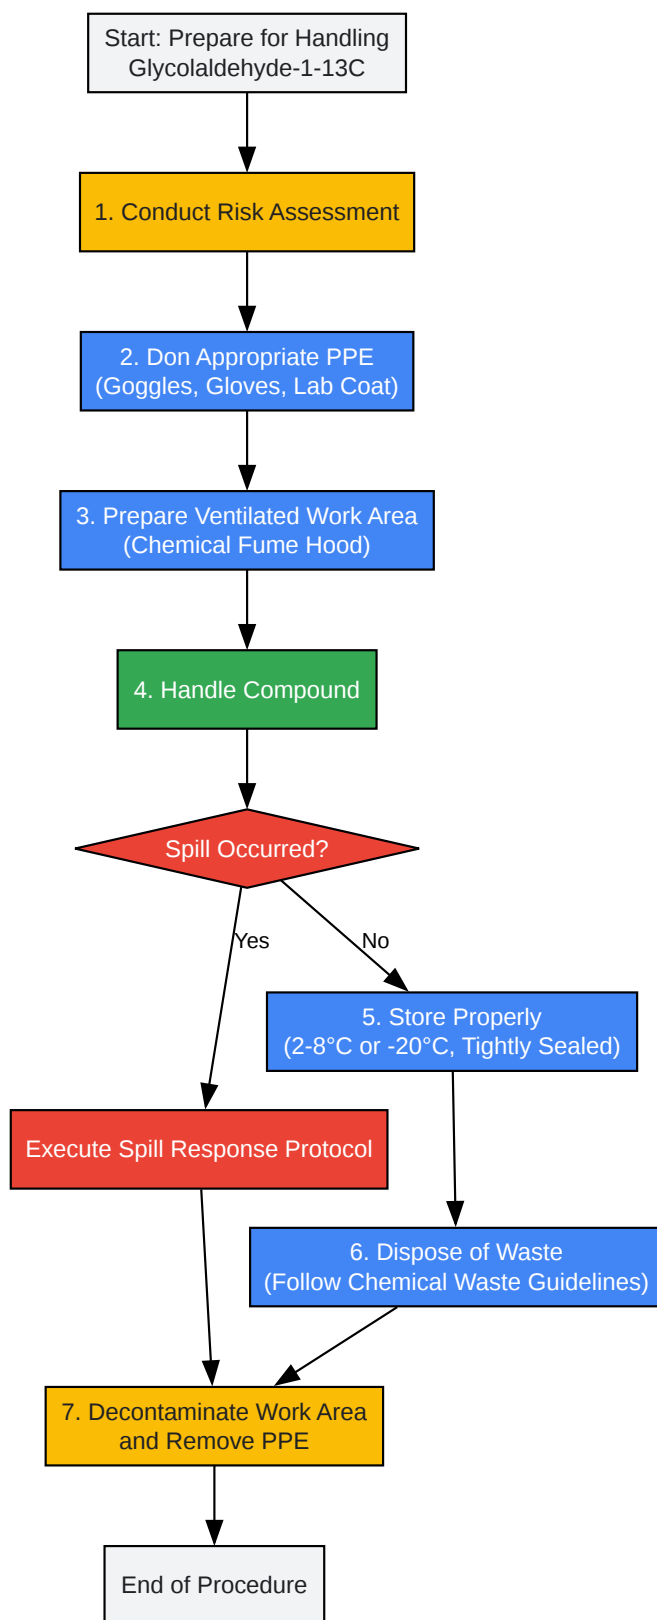 Start: Prepare for Handling
Glycolaldehyde-1-13C
1. Conduct Risk Assessment
2. Don Appropriate PPE
(Goggles, Gloves, Lab Coat)
3. Prepare Ventilated Work Area
(Chemical Fume Hood)
4. Handle Compound
Spill Occurred?
Yes
No
5. Store Properly
(2-8°C or -20°C, Tightly Sealed)
Execute Spill Response Protocol
6. Dispose of Waste
(Follow Chemical Waste Guidelines)
7. Decontaminate Work Area
and Remove PPE
End of Procedure